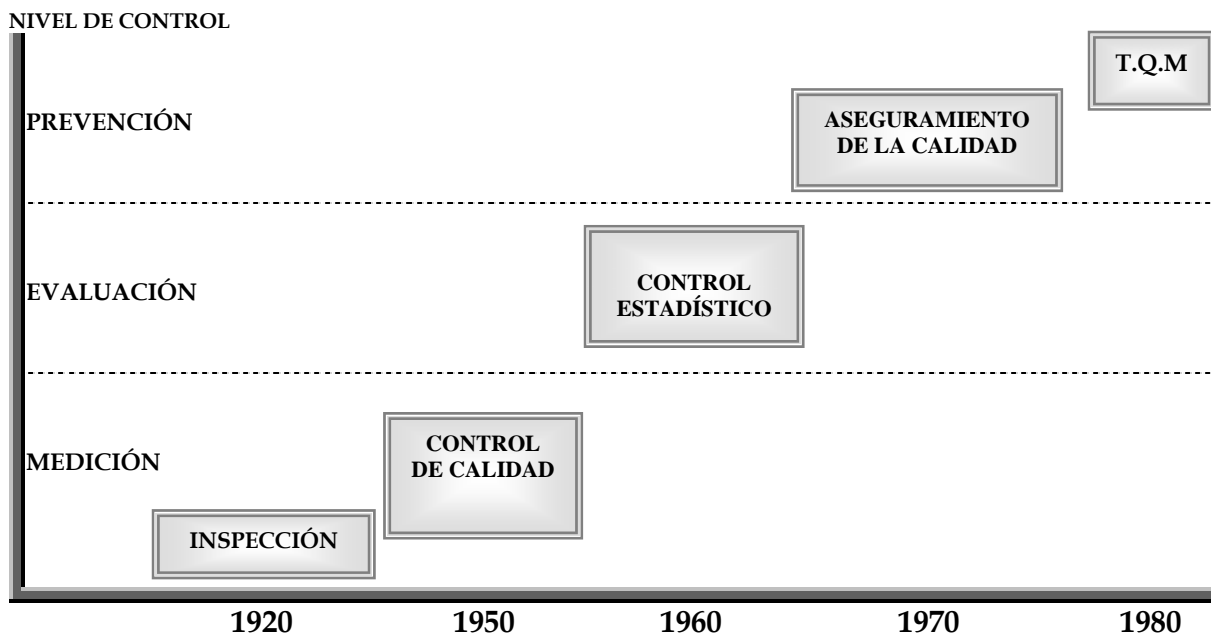 NIVEL DE CONTROL
T.Q.M
PREVENCIÓN
ASEGURAMIENTO
DE LA CALIDAD
EVALUACIÓN
CONTROL
ESTADÍSTICO
MEDICIÓN
CONTROL
DE CALIDAD
INSPECCIÓN
1920 1950 1960 1970 1980